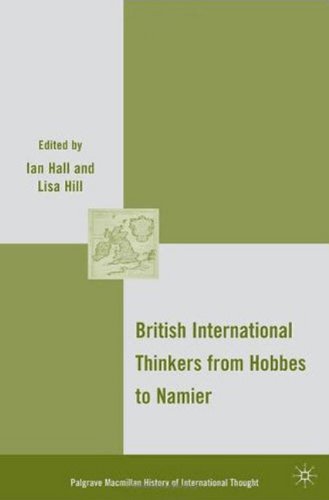 Edited by
Ian Hall and
Lisa Hill
British International
Thinkers from Hobbes
to Namier
Palgrave Macmillan History of International Thought